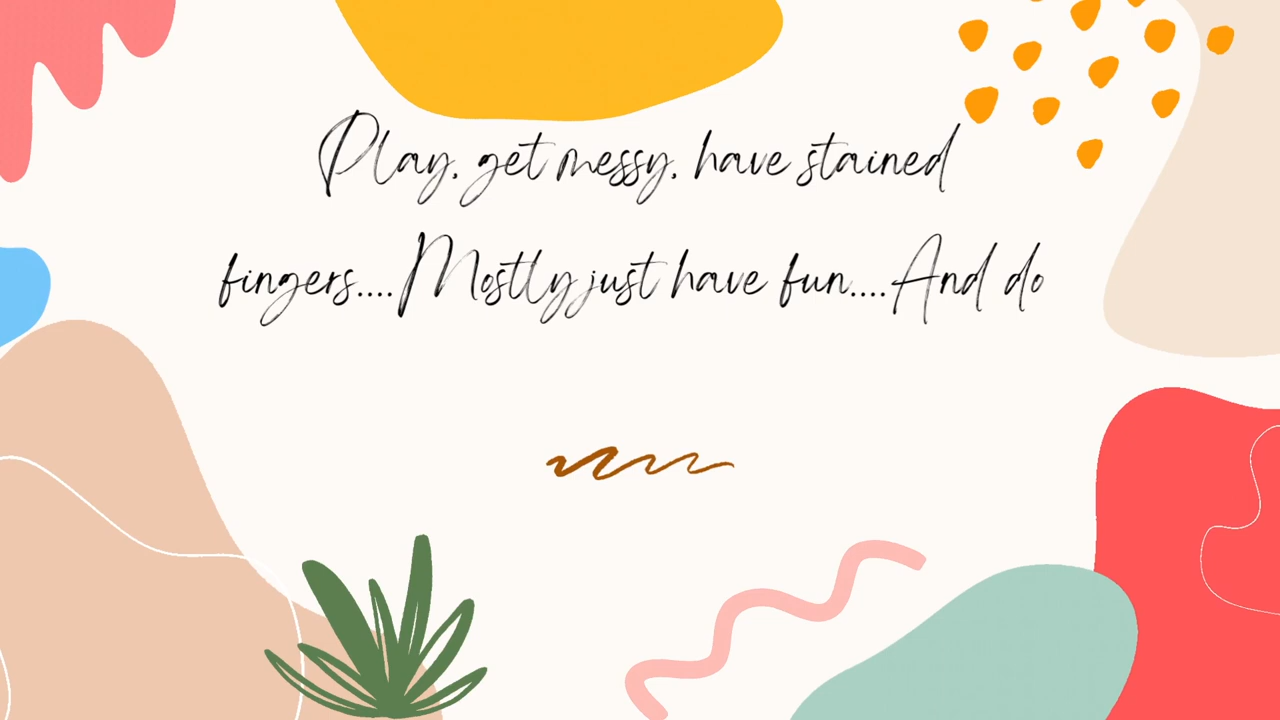 Play, get messy, have stained
fingers....Mostly just have fun....And do